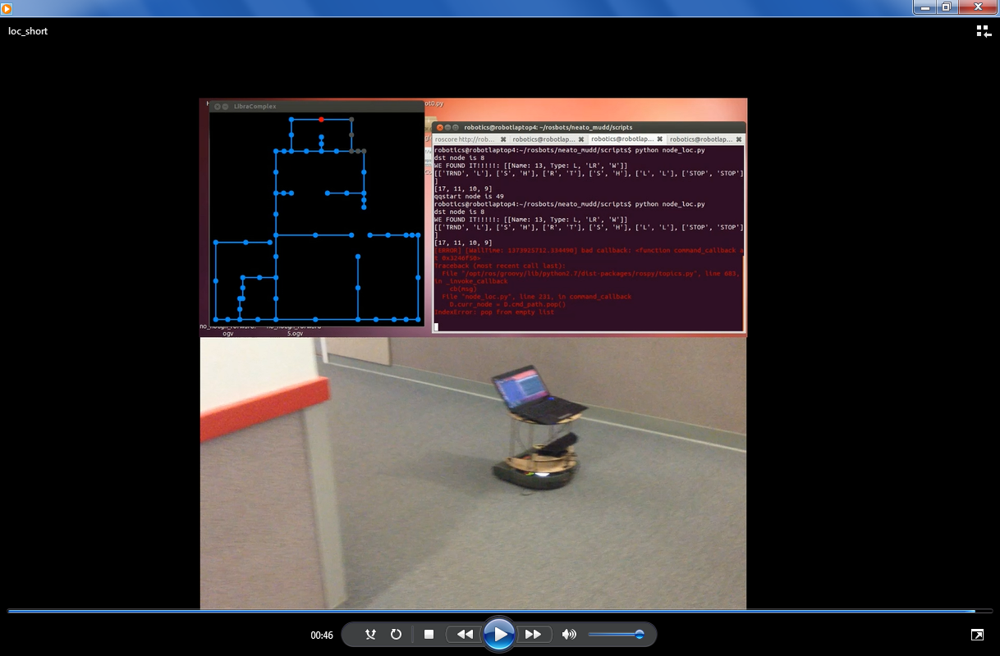 loc_short
ot0.py
LibraComplex
robotics@robotlaptop4: ~/rosbots/neato_mudd/scripts
roscore http://rob...
robotics@robotlap...
robotics@robotlap...
robotics@robotlap...
robotics@robotlaptop4:~/rosbots/neato_mudd/scripts$ python node_loc.py
dst node is 8
WE FOUND IT!!!!!: [[Name: 13, Type: L, 'LR', 'W']]
[['TRND', 'L'], ['S', 'H'], ['R', 'T'], ['S', 'H'], ['L', 'L'], ['STOP', 'STOP']
]
[17, 11, 10, 9]
qqstart node is 49
robotics@robotlaptop4:~/rosbots/neato_mudd/scripts$ python node_loc.py
dst node is 8
WE FOUND IT!!!!!: [[Name: 13, Type: L, 'LR', 'W']]
[['TRND', 'L'], ['S', 'H'], ['R', 'T'], ['S', 'H'], ['L', 'L'], ['STOP', 'STOP']
]
[17, 11, 10, 9]
[ERROR] [WallTime: 1373925712.334490] bad callback: <function command_callback a
t 0x3246f50>
Traceback (most recent call last):
File "/opt/ros/groovy/lib/python2.7/dist-packages/rospy/topics.py", line 683,
in _invoke_callback
cb(msg)
File "node_loc.py", line 231, in command_callback
D.curr_node = D.cmd_path.pop()
IndexError: pop from empty list
ogv
5.ogv
00:46